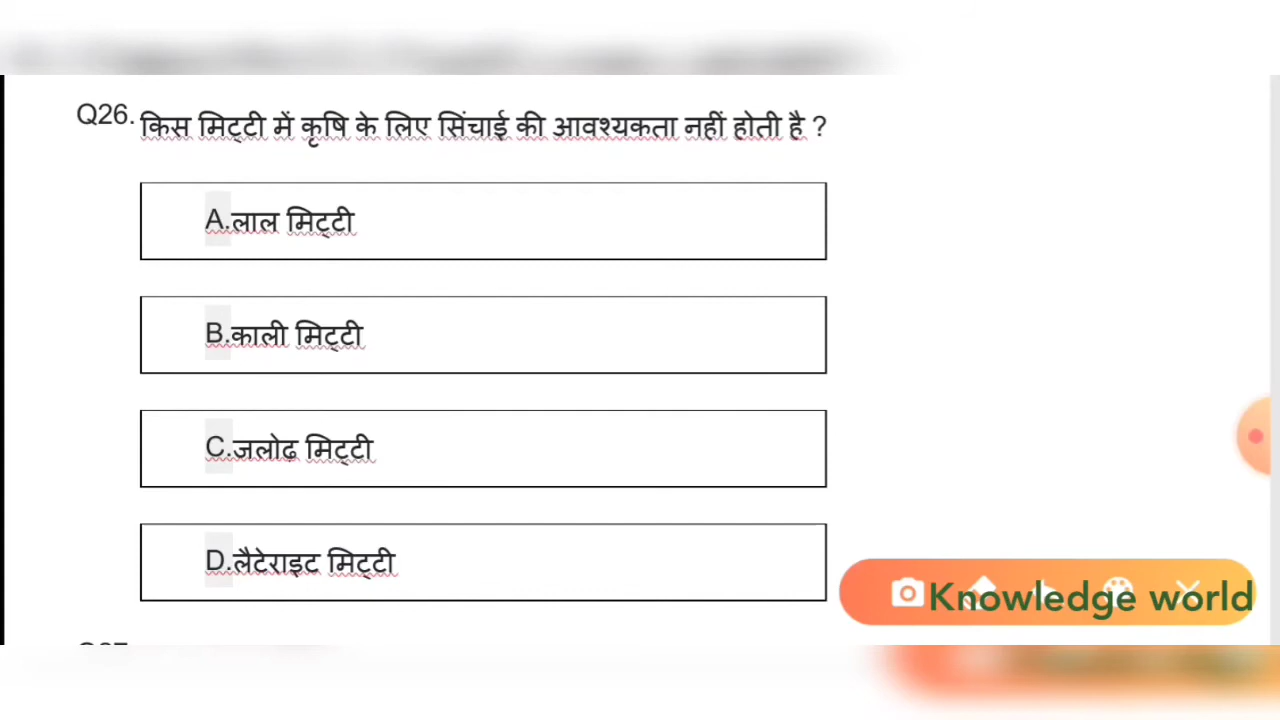 Q26. किस मिट्टी में कृषि के लिए सिंचाई की आवश्यकता नहीं होती है ?
A.लाल मिट्टी
B.काली मिट्टी
C.जलोढ़ मिट्टी
D.लैटेराइट मिट्टी
Knowledge world